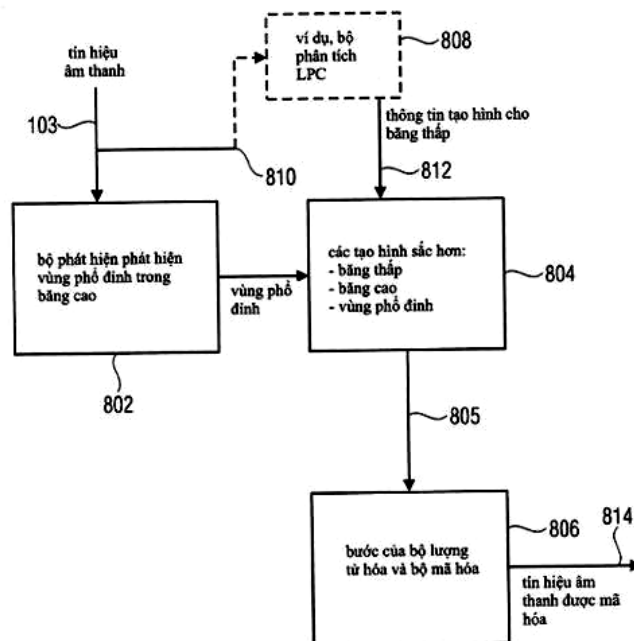 tín hiệu
âm thanh
103
810
ví dụ, bộ
phân tích
LPC
808
thông tin tạo hình cho
băng thấp
812
bộ phát hiện phát hiện
vùng phổ đỉnh trong
băng cao
802
vùng phổ
đỉnh
các tạo hình sắc hơn:
- băng thấp
- băng cao
- vùng phổ đỉnh
804
805
bước của bộ lượng
tử hóa và bộ mã hóa
806
814
tín hiệu âm
thanh được mã
hóa